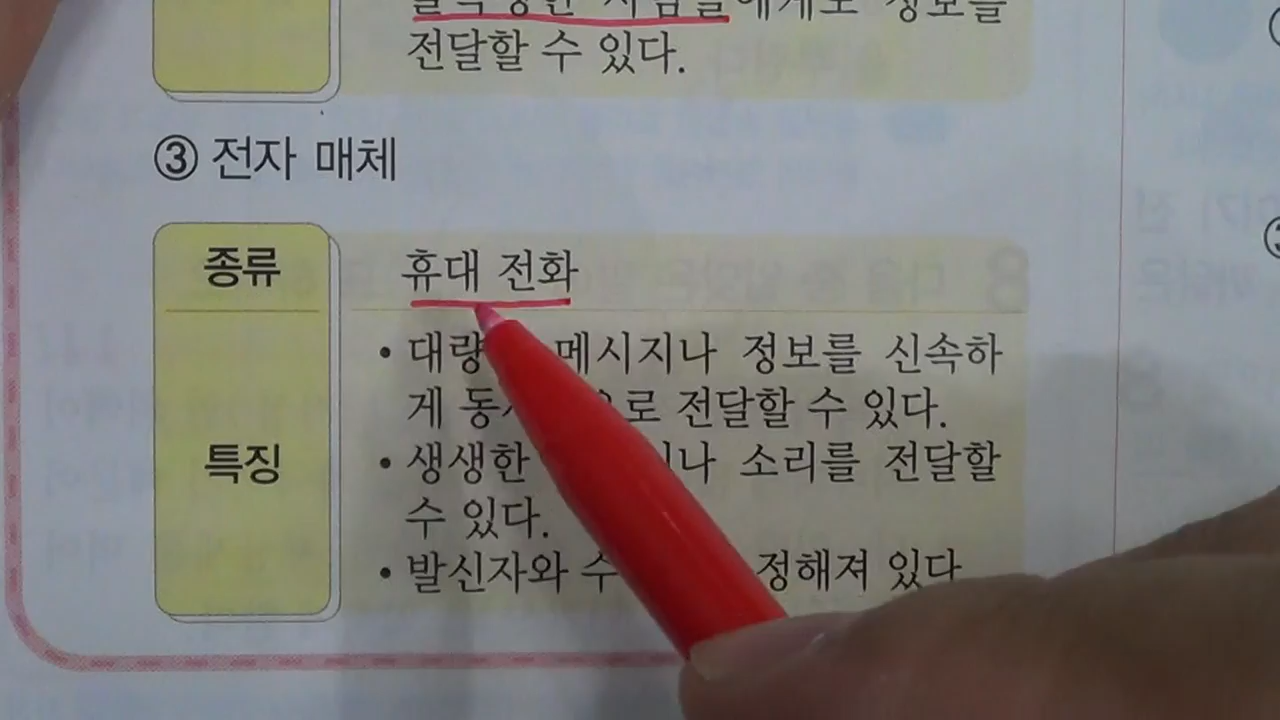 정보를
전달할 수 있다.
③ 전자 매체
종류 휴대 전화
• 대량 메시지나 정보를 신속하
게 로 전달할 수 있다.
특징
• 생생한 나 소리를 전달할
수 있다.
• 발신자와 정해져 있다